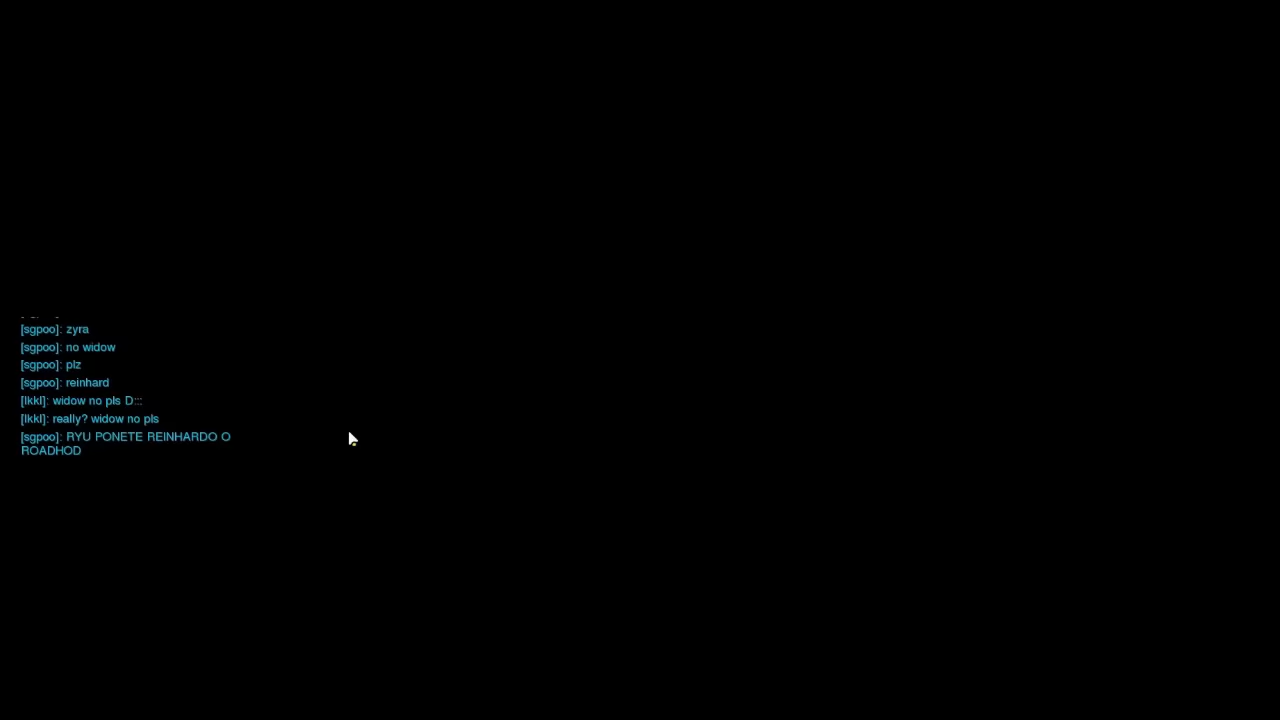 [sgpoo]: zyra
[sgpoo]: no widow
[sgpoo]: plz
[sgpoo]: reinhard
[lkkl]: widow no pls D:::
[lkkl]: really? widow no pls
[sgpoo]: RYU PONETE REINHARDO O
ROADHOD